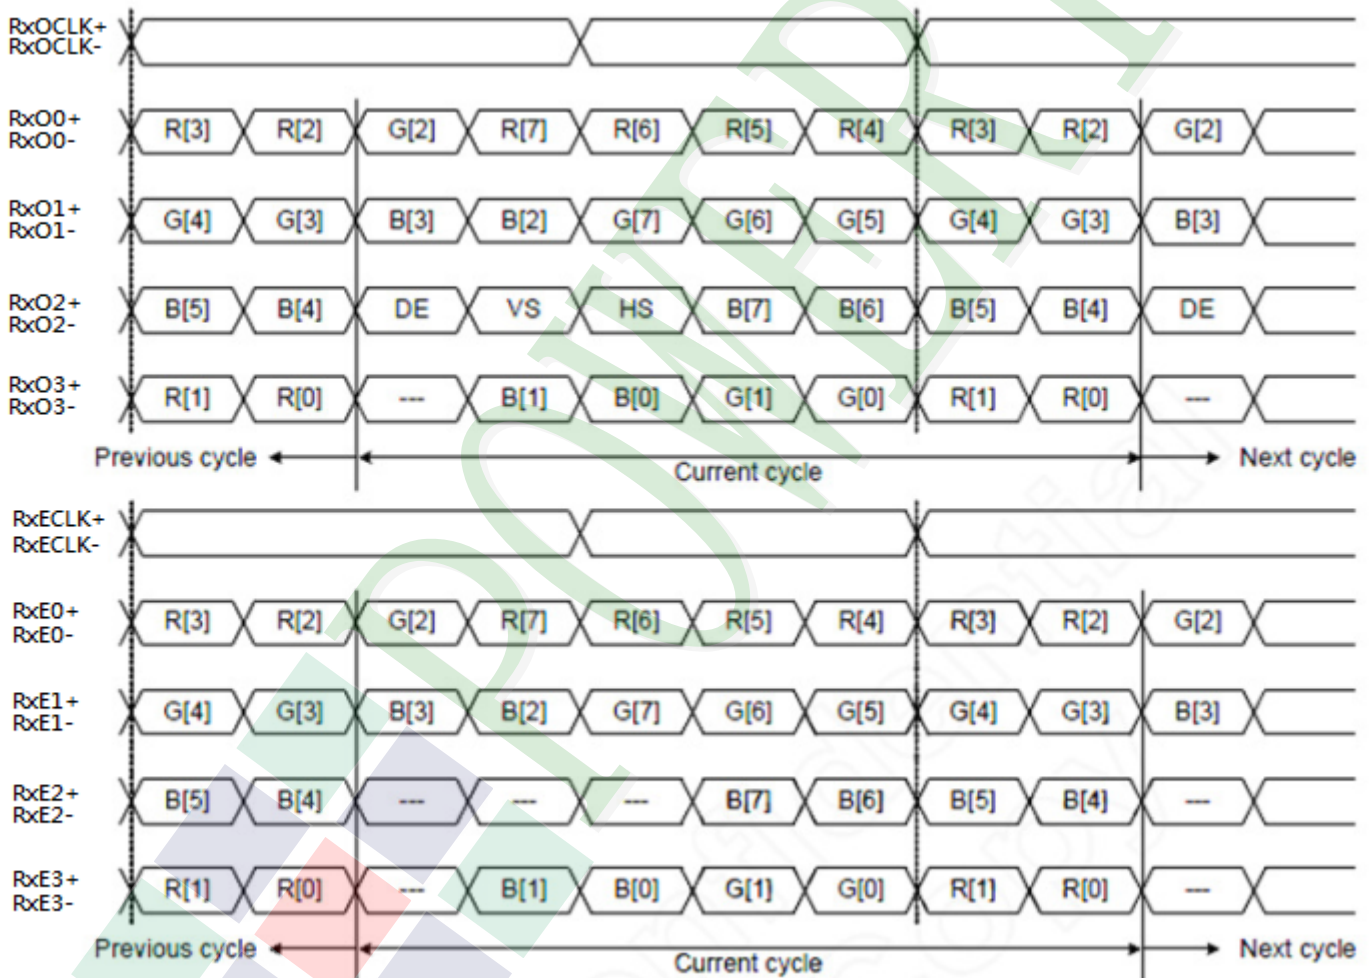 RxOCLK+
RxOCLK-
RxO0+
RxO0-
R[3] R[2] G[2] R[7] R[6] R[5] R[4] R[3] R[2] G[2]
RxO1+
RxO1-
G[4] G[3] B[3] B[2] G[7] G[6] G[5] G[4] G[3] B[3]
RxO2+
RxO2-
B[5] B[4] DE VS HS B[7] B[6] B[5] B[4] DE
RxO3+
RxO3-
R[1] R[0] --- B[1] B[0] G[1] G[0] R[1] R[0] ---
Previous cycle Current cycle Next cycle
RxECLK+
RxECLK-
RxE0+
RxE0-
R[3] R[2] G[2] R[7] R[6] R[5] R[4] R[3] R[2] G[2]
RxE1+
RxE1-
G[4] G[3] B[3] B[2] G[7] G[6] G[5] G[4] G[3] B[3]
RxE2+
RxE2-
B[5] B[4] --- --- --- B[7] B[6] B[5] B[4] ---
RxE3+
RxE3-
R[1] R[0] --- B[1] B[0] G[1] G[0] R[1] R[0] ---
Previous cycle Current cycle Next cycle
POWER